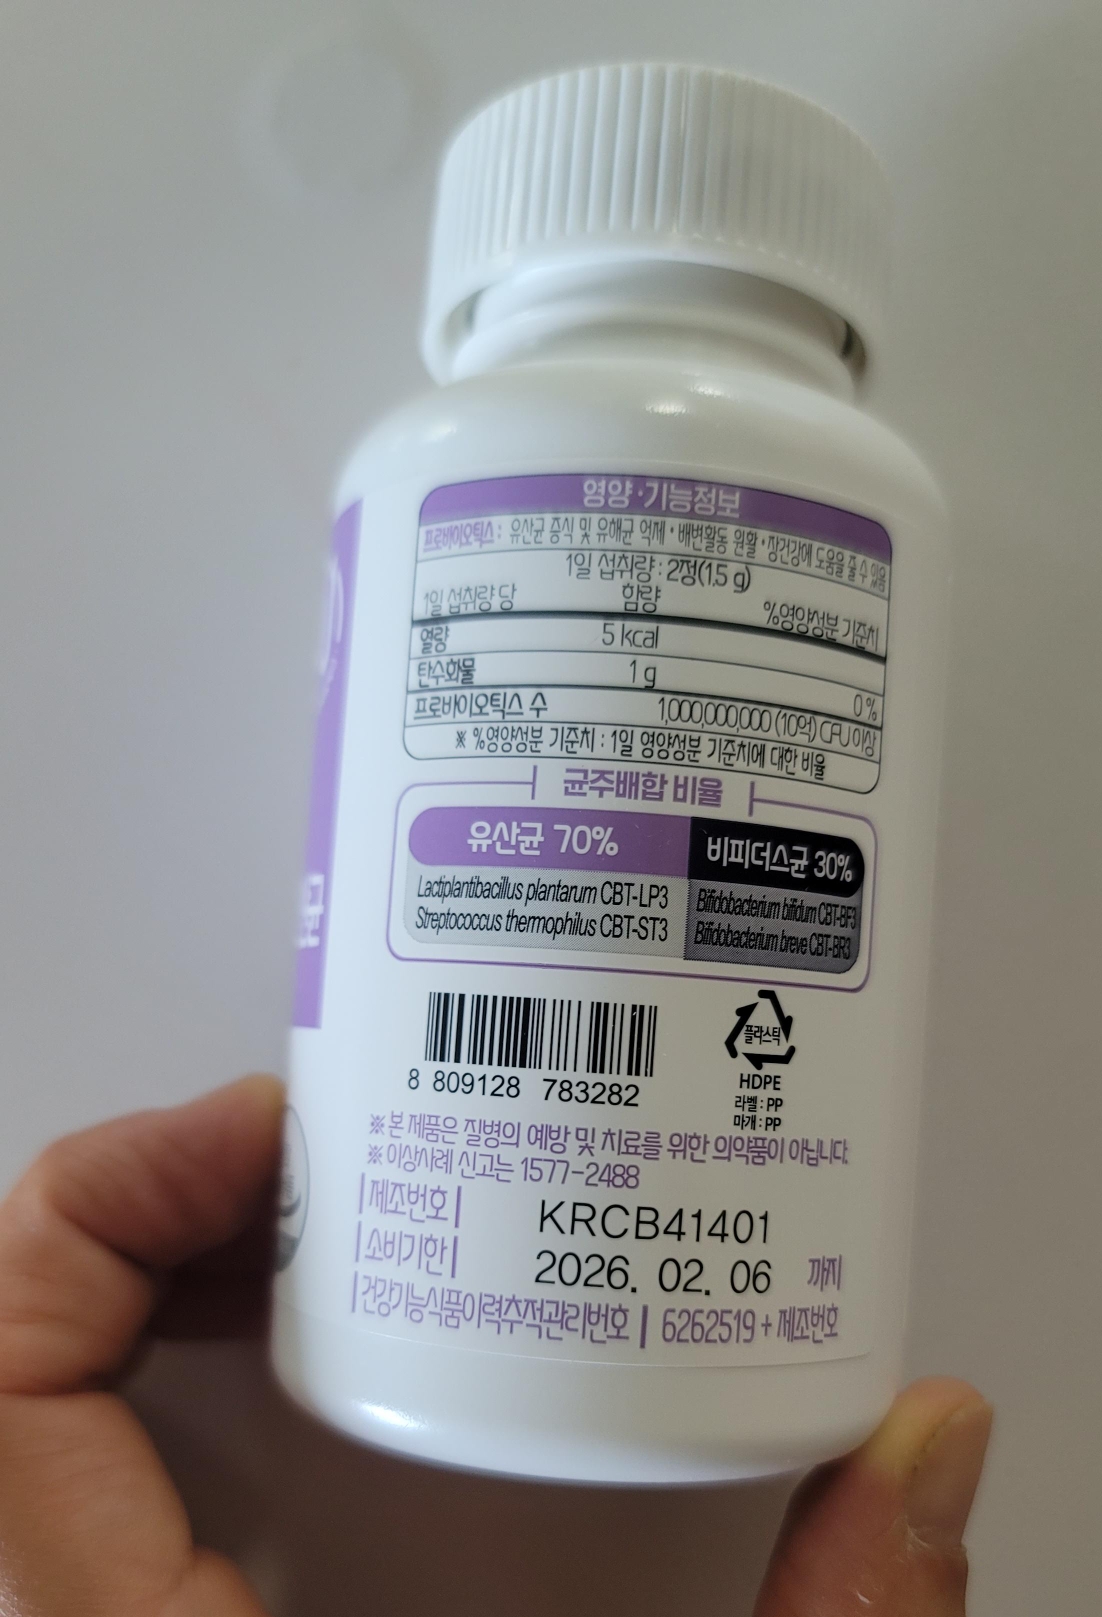 영양·기능정보
프로바이오틱스 : 유산균 증식 및 유해균 억제·배변활동 원활·장건강에 도움을 줄 수 있음
1일 섭취량 : 2정(1.5 g)
1일 섭취량 당 함량 %영양성분 기준치
열량 5 kcal
탄수화물 1 g 0 %
프로바이오틱스 수 1,000,000,000 (10억) CFU 이상
※ %영양성분 기준치 : 1일 영양성분 기준치에 대한 비율
균주배합 비율
유산균 70% 비피더스균 30%
Lactiplantibacillus plantarum CBT-LP3 Bifidobacterium bifidum CBT-BF3
Streptococcus thermophilus CBT-ST3 Bifidobacterium breve CBT-BR3
플라스틱
HDPE
라벨 : PP
마개 : PP
8 809128 783282
※ 본 제품은 질병의 예방 및 치료를 위한 의약품이 아닙니다.
※ 이상사례 신고는 1577-2488
|제조번호| KRCB41401
|소비기한| 2026. 02. 06 까지
|건강기능식품이력추적관리번호| 6262519 + 제조번호